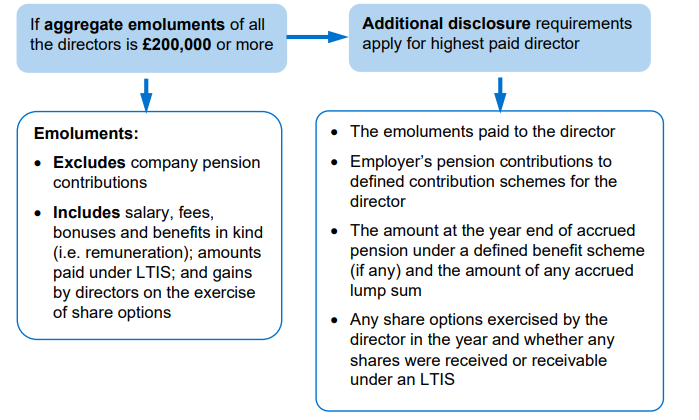 If aggregate emoluments of all
the directors is £200,000 or more
Additional disclosure requirements
apply for highest paid director
Emoluments:
• Excludes company pension
contributions
• Includes salary, fees,
bonuses and benefits in kind
(i.e. remuneration); amounts
paid under LTIS; and gains
by directors on the exercise
of share options
• The emoluments paid to the director
• Employer's pension contributions to
defined contribution schemes for the
director
• The amount at the year end of accrued
pension under a defined benefit scheme
(if any) and the amount of any accrued
lump sum
• Any share options exercised by the
director in the year and whether any
shares were received or receivable
under an LTIS